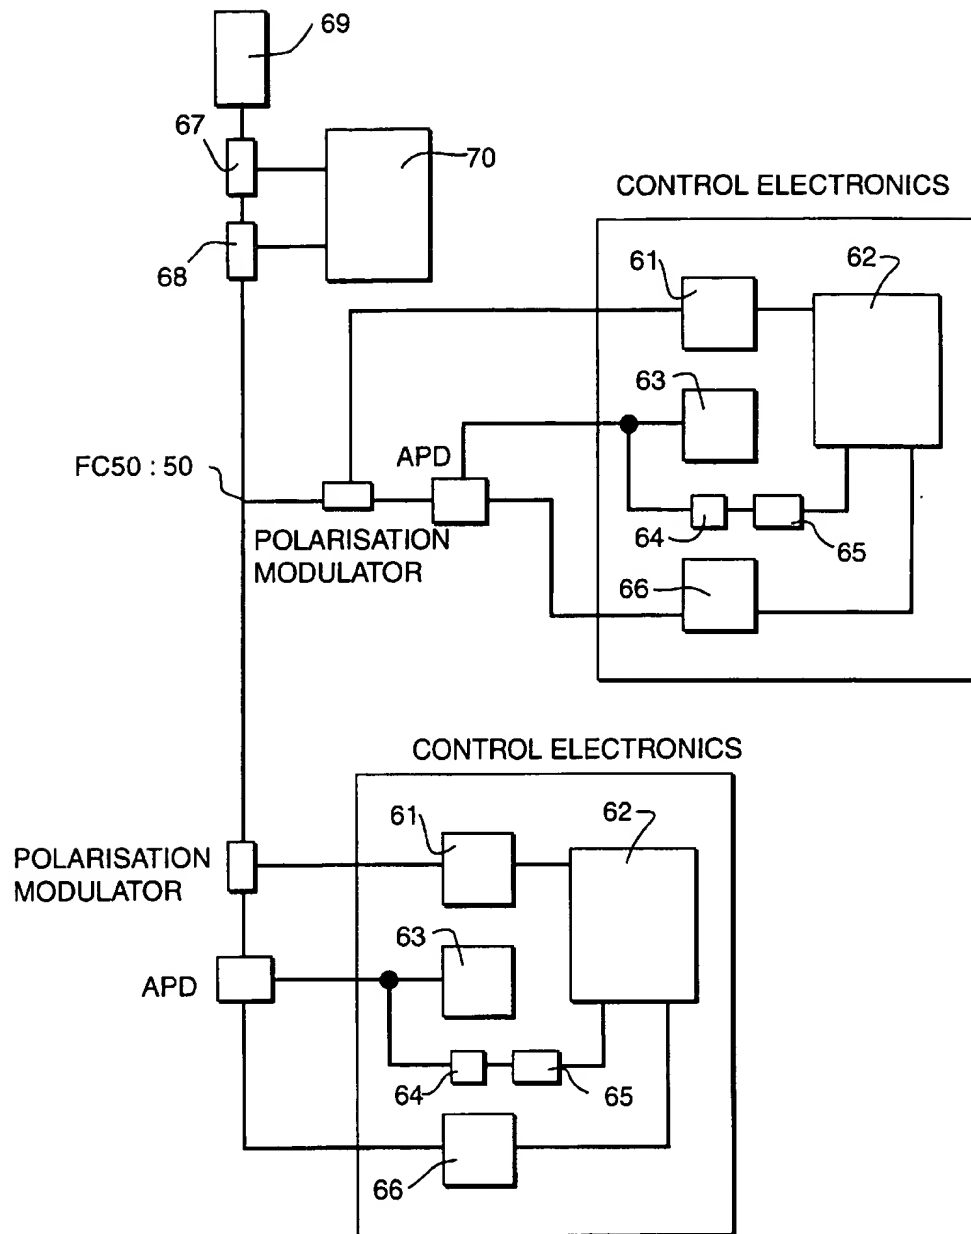 69
67
70
68
CONTROL ELECTRONICS
61
62
63
APD
FC50 : 50
POLARISATION
MODULATOR
64
65
66
CONTROL ELECTRONICS
61
62
POLARISATION
MODULATOR
63
APD
64
65
66